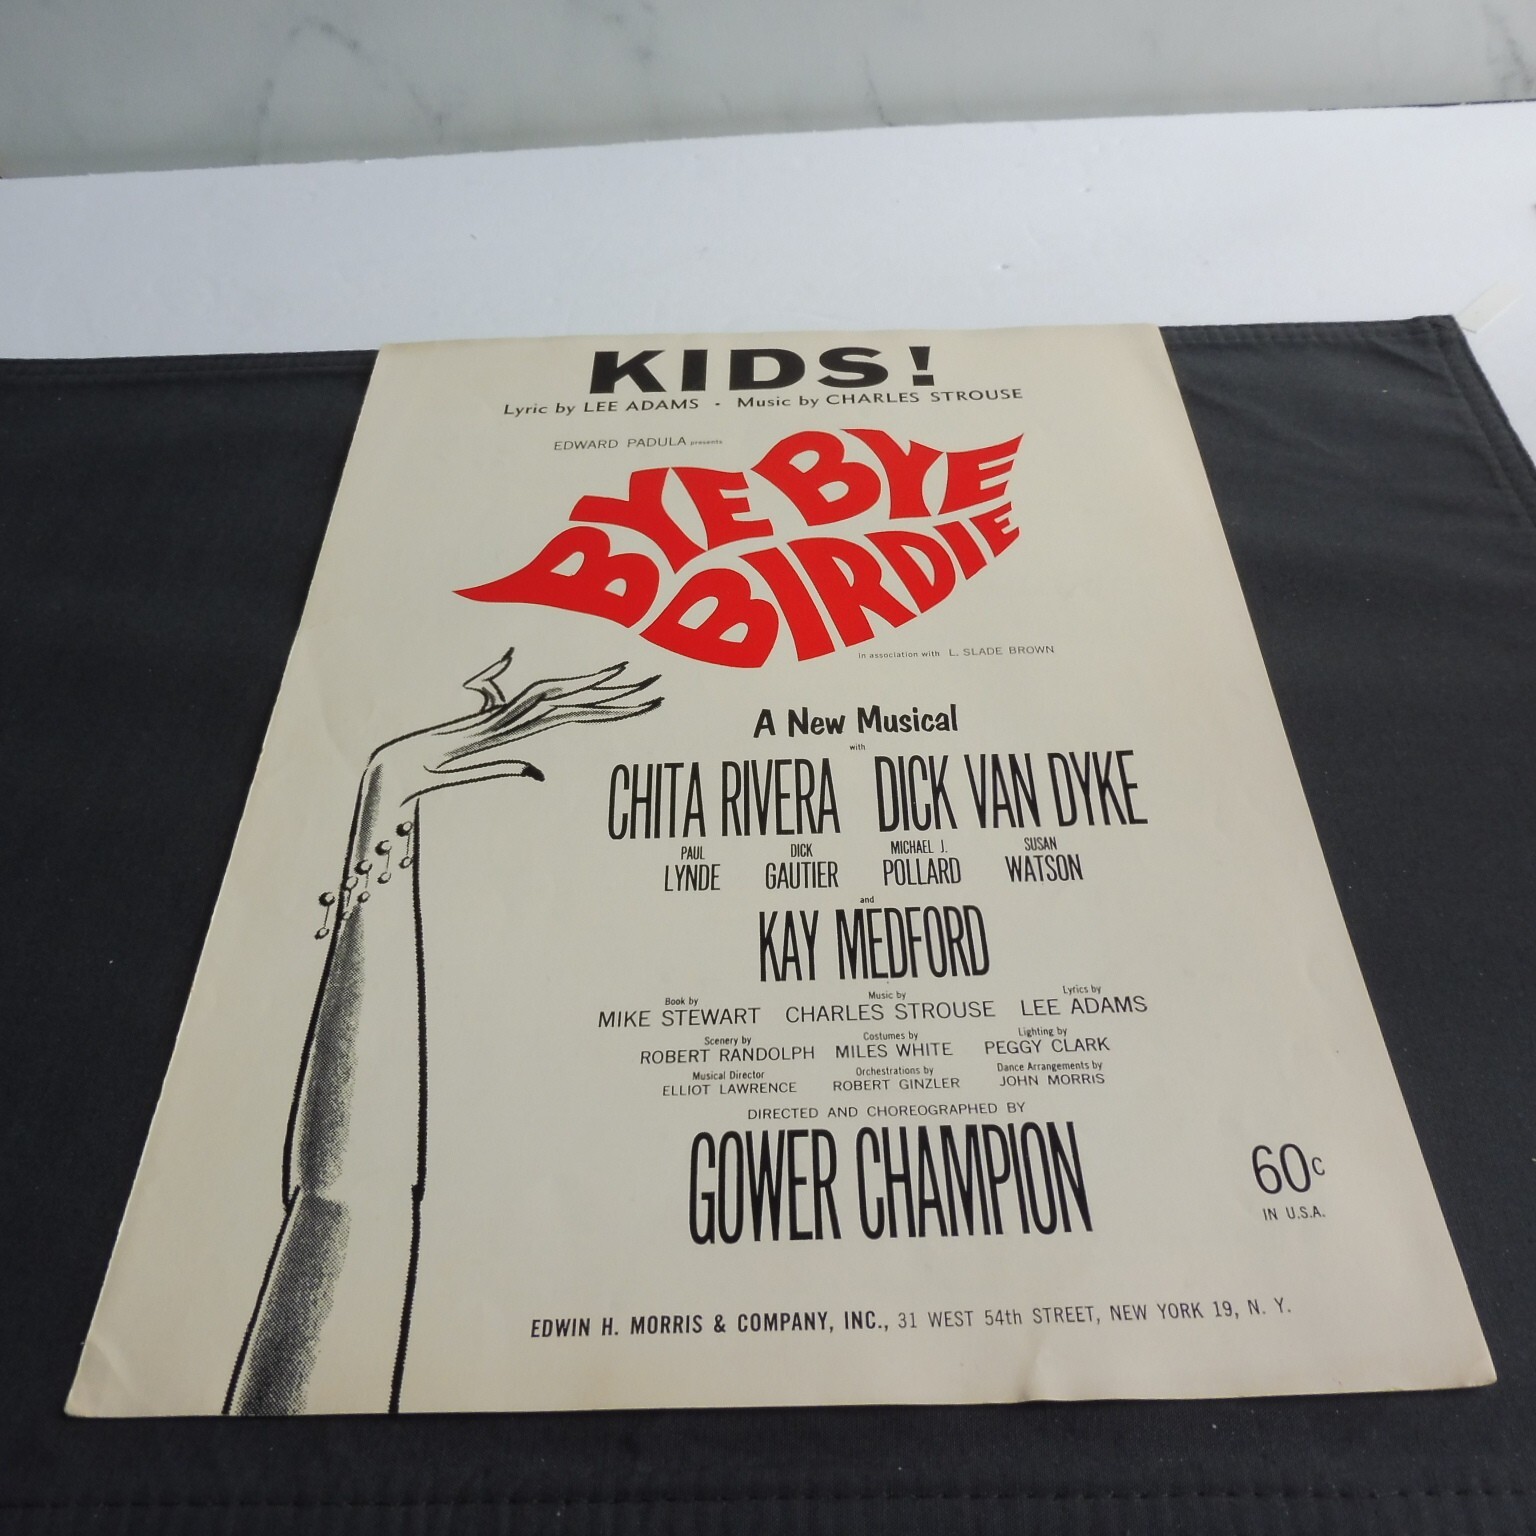 KIDS!
Lyric by LEE ADAMS · Music by CHARLES STROUSE
EDWARD PADULA presents
BYE BYE
BIRDIE
in association with L. SLADE BROWN
A New Musical
with
CHITA RIVERA DICK VAN DYKE
PAUL DICK MICHAEL J. SUSAN
LYNDE GAUTIER POLLARD WATSON
and
KAY MEDFORD
Book by Music by Lyrics by
MIKE STEWART CHARLES STROUSE LEE ADAMS
Scenery by Costumes by Lighting by
ROBERT RANDOLPH MILES WHITE PEGGY CLARK
Musical Director Orchestrations by Dance Arrangements by
ELLIOT LAWRENCE ROBERT GINZLER JOHN MORRIS
DIRECTED AND CHOREOGRAPHED BY
GOWER CHAMPION
60c
IN U.S.A.
EDWIN H. MORRIS & COMPANY, INC., 31 WEST 54th STREET, NEW YORK 19, N. Y.